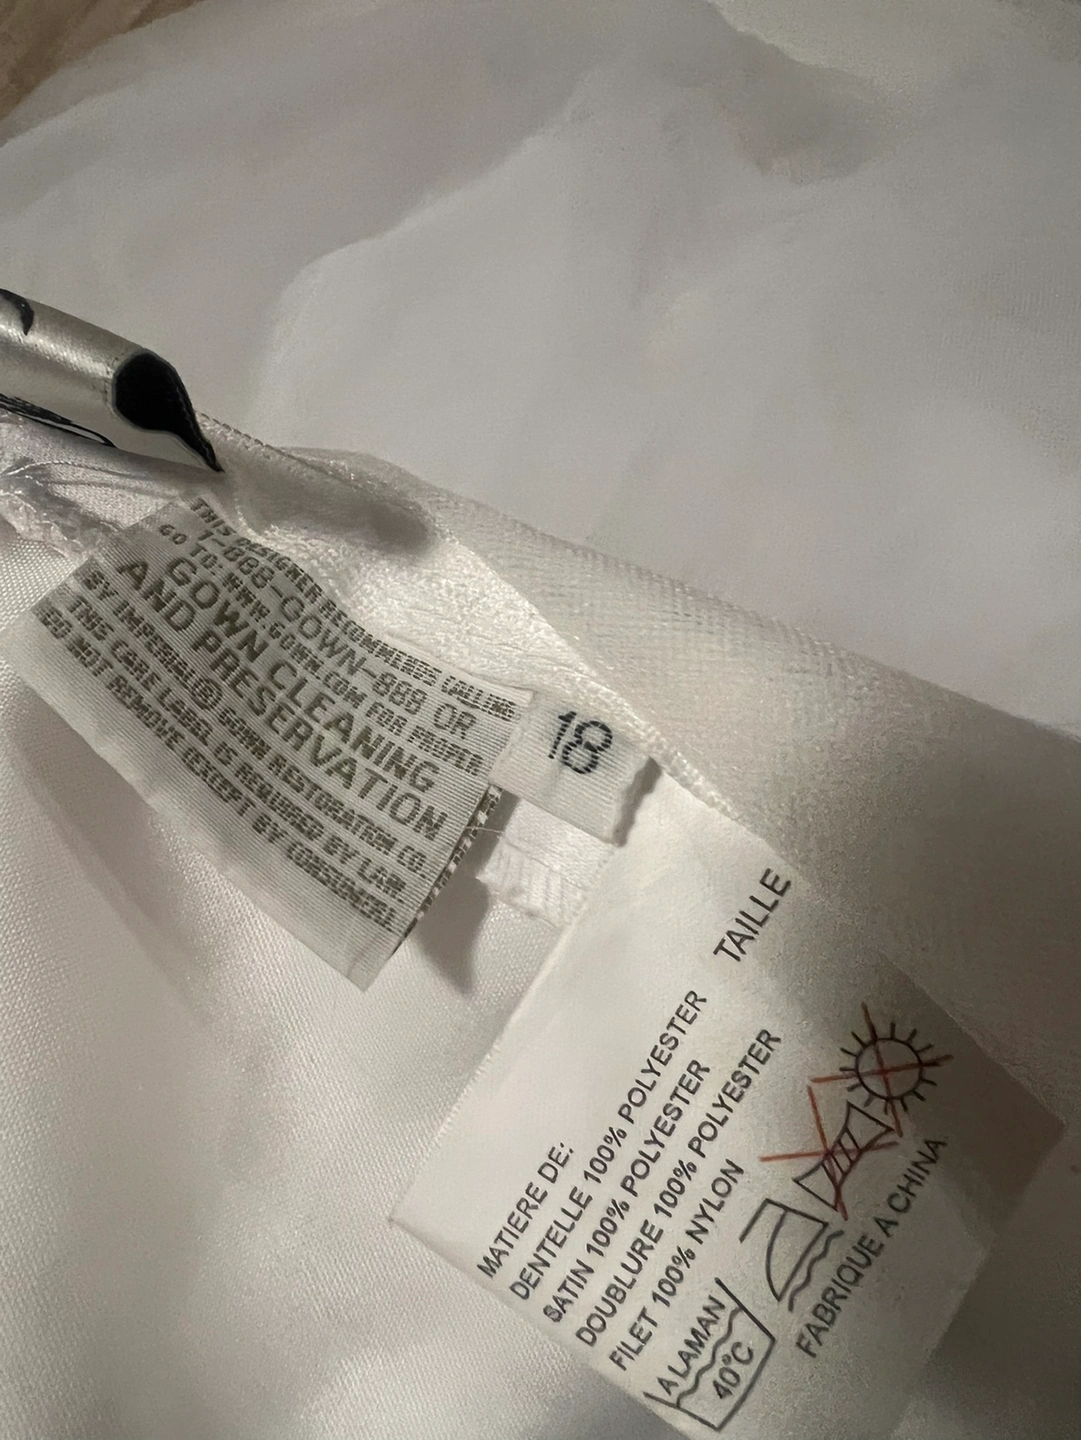 THIS DESIGNER RECOMMENDS CALLING
1-888-GOWN-888 OR
GO TO: WWW.GOWN.COM FOR PROPER
GOWN CLEANING
AND PRESERVATION
BY IMPERIAL® GOWN RESTORATION CO.
THIS CARE LABEL IS REQUIRED BY LAW.
DO NOT REMOVE EXCEPT BY CONSUMER.
18
TAILLE
MATIERE DE:
DENTELLE 100% POLYESTER
SATIN 100% POLYESTER
DOUBLURE 100% POLYESTER
FILET 100% NYLON
A LAMAN
40°C
FABRIQUE A CHINA